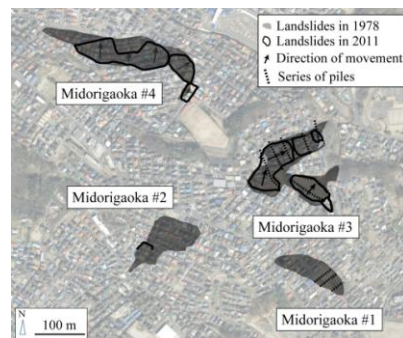 Landslides in 1978
Landslides in 2011
Direction of movement
Series of piles
Midorigaoka #4
Midorigaoka #2
Midorigaoka #3
Midorigaoka #1
N
100 m